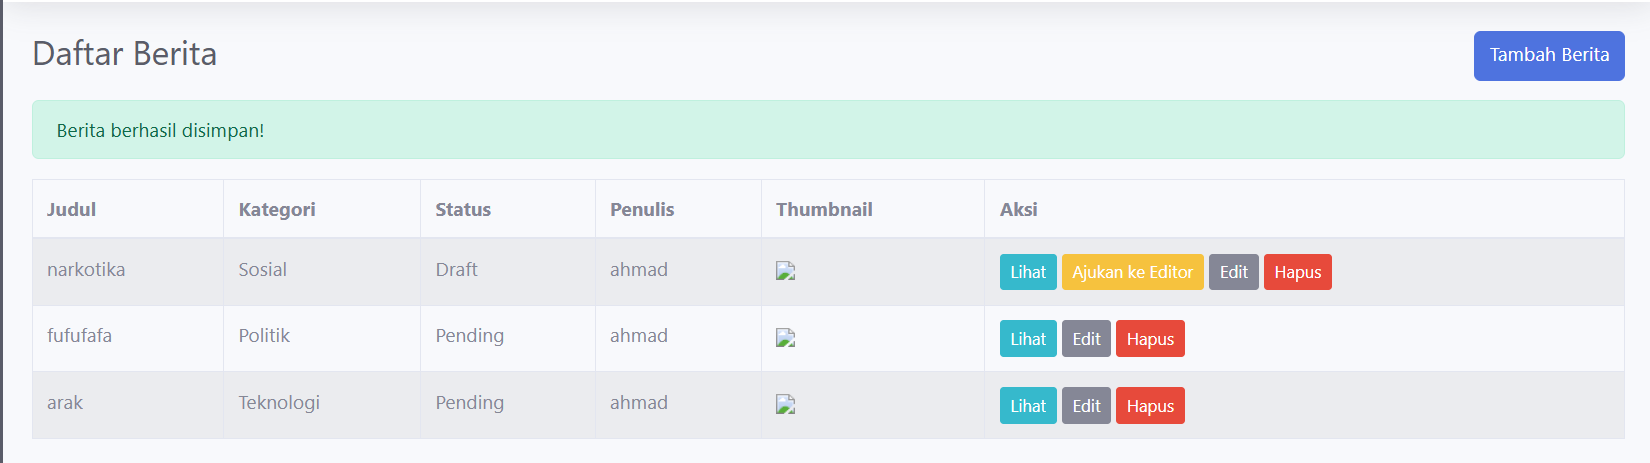 Daftar Berita
Tambah Berita
Berita berhasil disimpan!
Judul Kategori Status Penulis Thumbnail Aksi
narkotika Sosial Draft ahmad Lihat Ajukan ke Editor Edit Hapus
fufufafa Politik Pending ahmad Lihat Edit Hapus
arak Teknologi Pending ahmad Lihat Edit Hapus